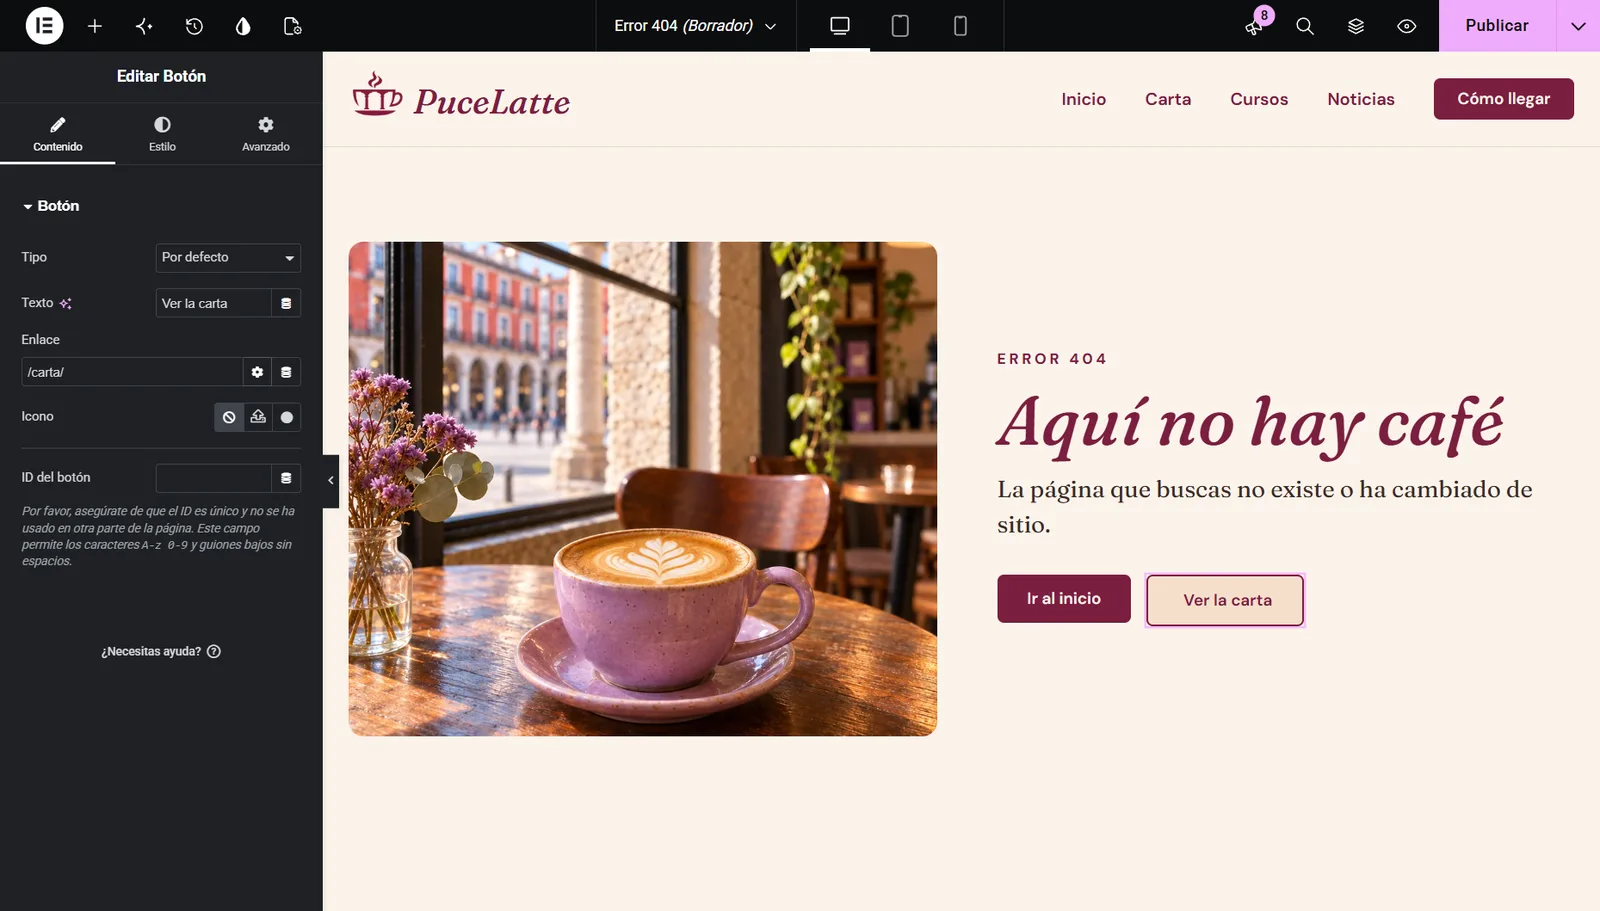 Error 404 (Borrador)
8
Publicar
Editar Botón
Contenido
Estilo
Avanzado
Botón
Tipo
Por defecto
Texto
Ver la carta
Enlace
/carta/
Icono
ID del botón
Por favor, asegúrate de que el ID es único y no se ha
usado en otra parte de la página. Este campo
permite los caracteres A-z 0-9 y guiones bajos sin
espacios.
¿Necesitas ayuda?
PuceLatte
Inicio
Carta
Cursos
Noticias
Cómo llegar
ERROR 404
Aquí no hay café
La página que buscas no existe o ha cambiado de
sitio.
Ir al inicio
Ver la carta